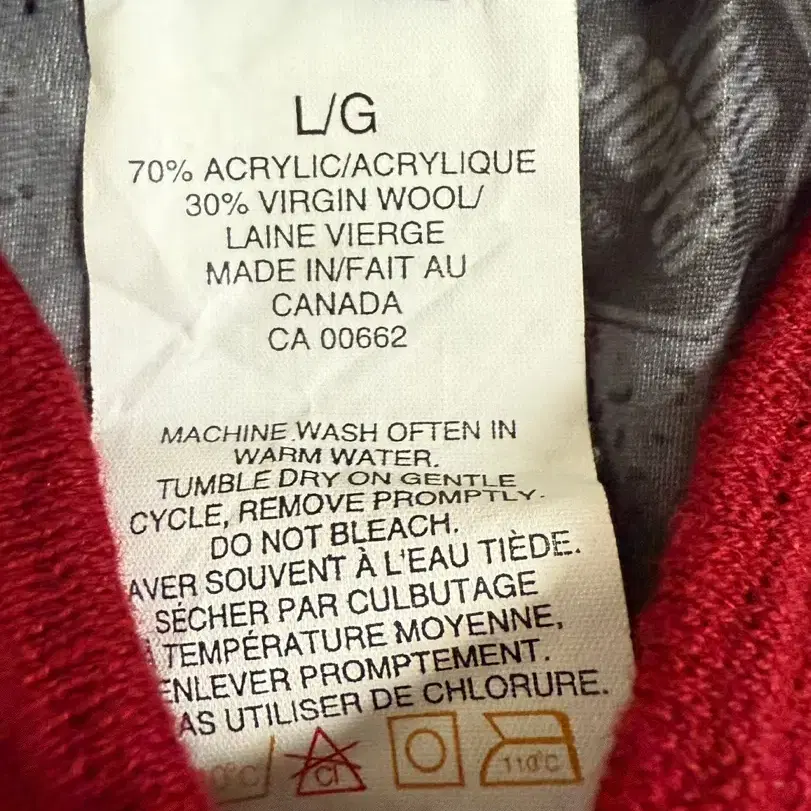 L/G
70% ACRYLIC/ACRYLIQUE
30% VIRGIN WOOL/
LAINE VIERGE
MADE IN/FAIT AU
CANADA
CA 00662
MACHINE WASH OFTEN IN
WARM WATER.
TUMBLE DRY ON GENTLE
CYCLE, REMOVE PROMPTLY.
DO NOT BLEACH.
AVER SOUVENT À L'EAU TIÈDE.
SÉCHER PAR CULBUTAGE
TEMPÉRATURE MOYENNE,
ENLEVER PROMPTEMENT.
AS UTILISER DE CHLORURE.
Cl 110°C